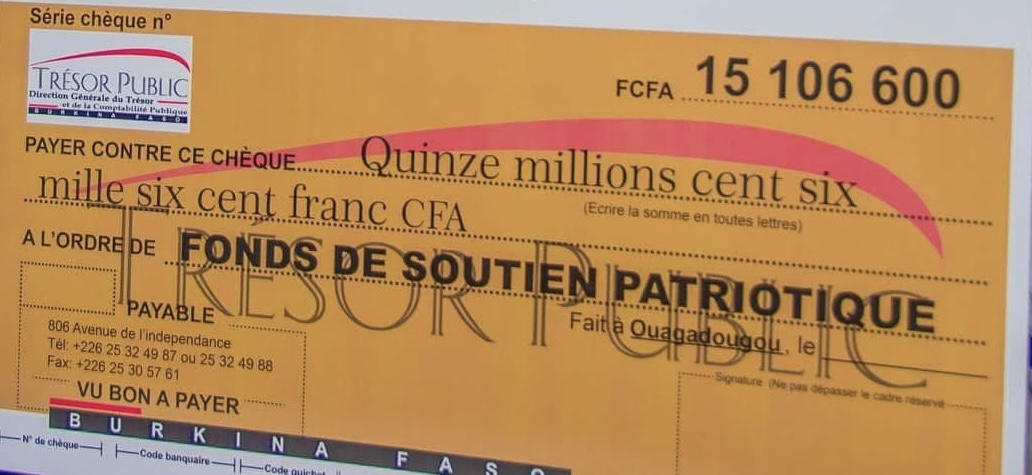 Série chèque n°
TRÉSOR PUBLIC
Direction Générale du Trésor
et de la Comptabilité Publique
BURKINA FASO
FCFA 15 106 600
PAYER CONTRE CE CHÈQUE Quinze millions cent six
mille six cent franc CFA
(Ecrire la somme en toutes lettres)
A L'ORDRE DE FONDS DE SOUTIEN PATRIOTIQUE
TRÉSOR PUBLIC
PAYABLE
Fait à Ouagadougou, le
806 Avenue de l'independance
Tél: +226 25 32 49 87 ou 25 32 49 88
Fax: +226 25 30 57 61
Signature (Ne pas dépasser le cadre réservé
VU BON A PAYER
BURKINA FASO
N° de chèque
Code banquaire
Code